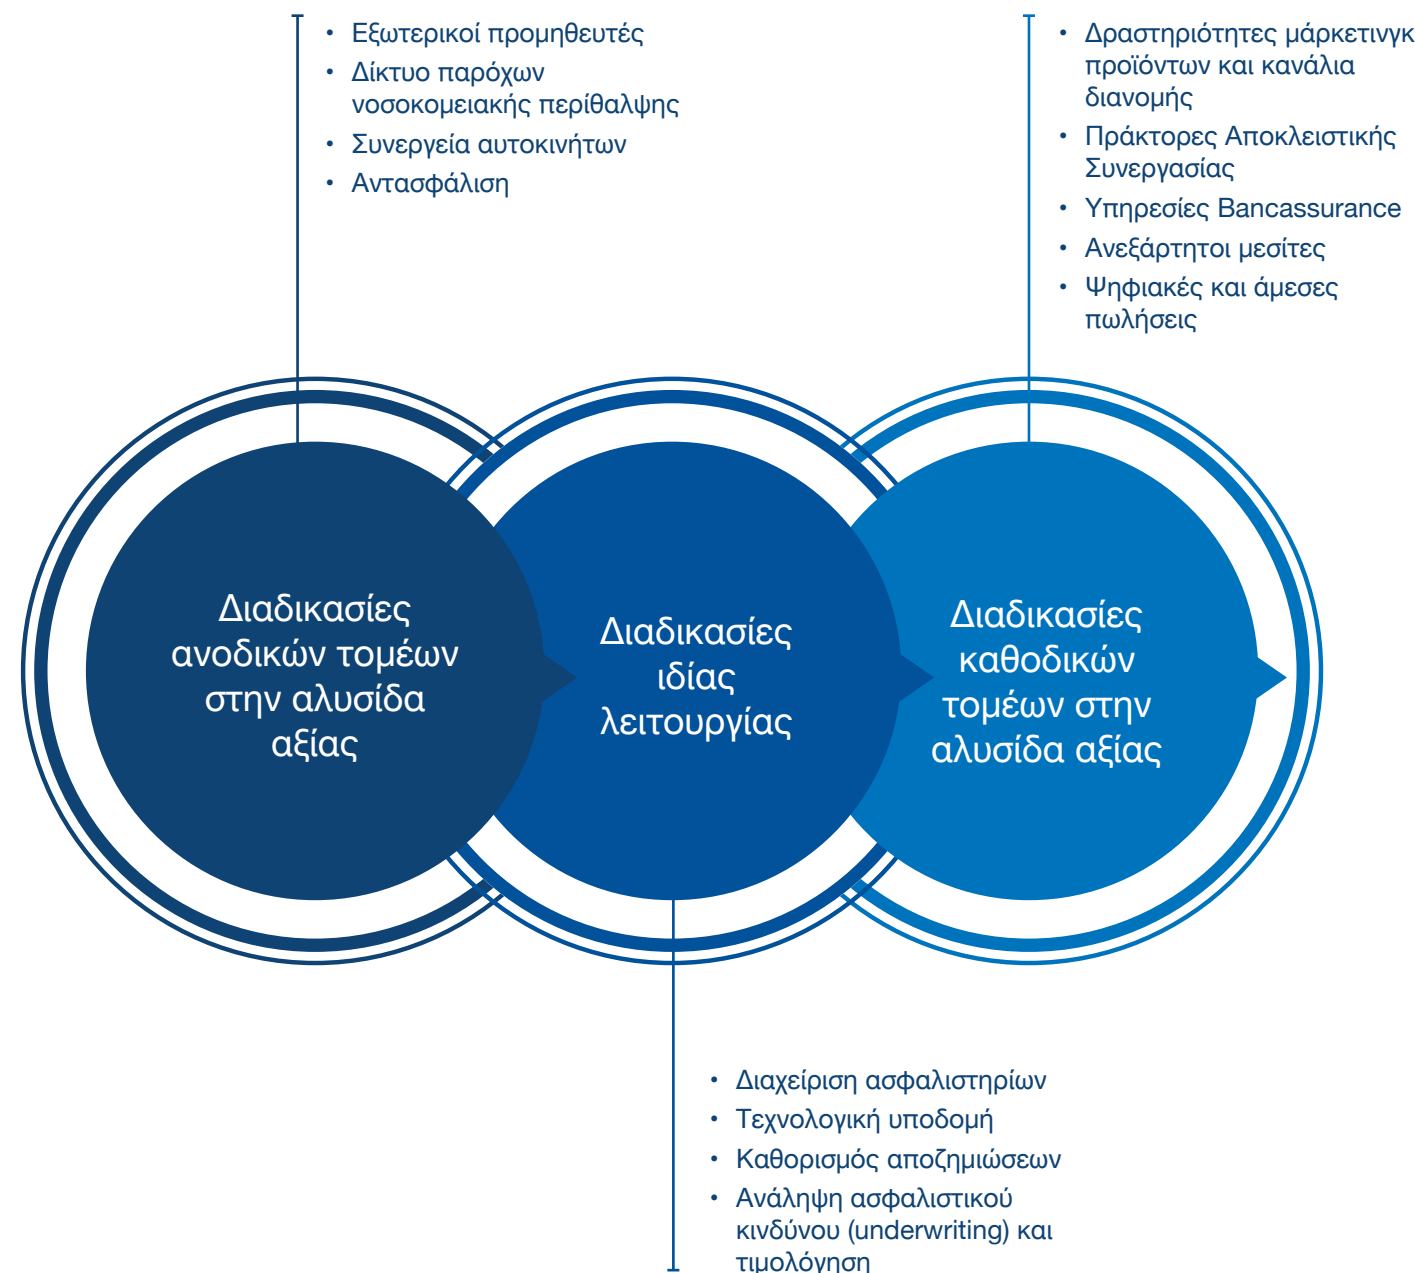 • Εξωτερικοί προμηθευτές
• Δίκτυο παρόχων
νοσοκομειακής περίθαλψης
• Συνεργεία αυτοκινήτων
• Αντασφάλιση
• Δραστηριότητες μάρκετινγκ
προϊόντων και κανάλια
διανομής
• Πράκτορες Αποκλειστικής
Συνεργασίας
• Υπηρεσίες Bancassurance
• Ανεξάρτητοι μεσίτες
• Ψηφιακές και άμεσες
πωλήσεις
Διαδικασίες
ανοδικών τομέων
στην αλυσίδα
αξίας
Διαδικασίες
ιδίας
λειτουργίας
Διαδικασίες
καθοδικών
τομέων στην
αλυσίδα αξίας
• Διαχείριση ασφαλιστηρίων
• Τεχνολογική υποδομή
• Καθορισμός αποζημιώσεων
• Ανάληψη ασφαλιστικού
κινδύνου (underwriting) και
τιμολόγηση